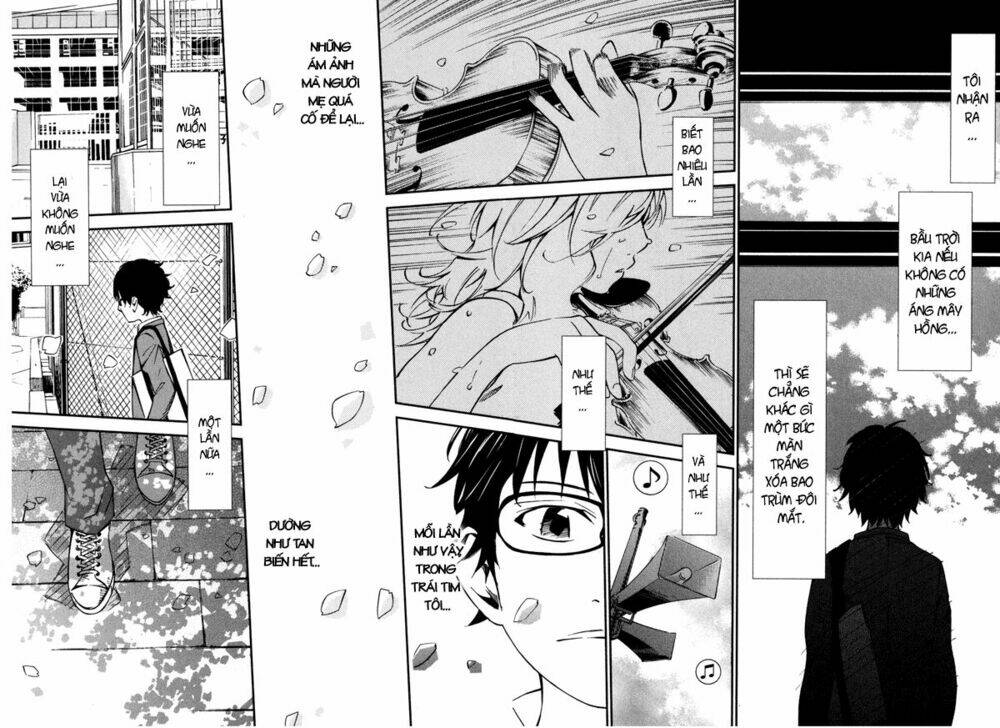 TÔI
NHẬN
RA
...
BẦU TRỜI
KIA NẾU
KHÔNG CÓ
NHỮNG
ÁNG MÂY
HỒNG...
THÌ SẼ
CHẲNG
KHÁC GÌ
MỘT BỨC
MÀN
TRẮNG
XÓA BAO
TRÙM ĐÔI
MẮT.
BIẾT
BAO
NHIÊU
LẦN
...
NHƯ
THẾ
...
VÀ
NHƯ
THẾ
...
MỖI LẦN
NHƯ VẬY
TRONG
TRÁI TIM
TÔI...
NHỮNG
ÁM ẢNH
MÀ NGƯỜI
MẸ QUÁ
CỐ ĐỂ LẠI...
DƯỜNG
NHƯ TAN
BIẾN HẾT...
VỪA
MUỐN
NGHE
...
LẠI
VỪA
KHÔNG
MUỐN
NGHE
...
MỘT
LẦN
NỮA
...